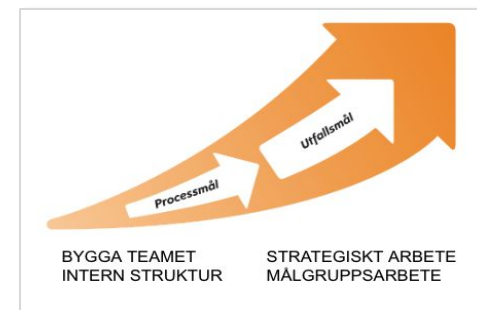 Utfallsmål
Processmål
BYGGA TEAMET
INTERN STRUKTUR
STRATEGISKT ARBETE
MÅLGRUPPSARBETE